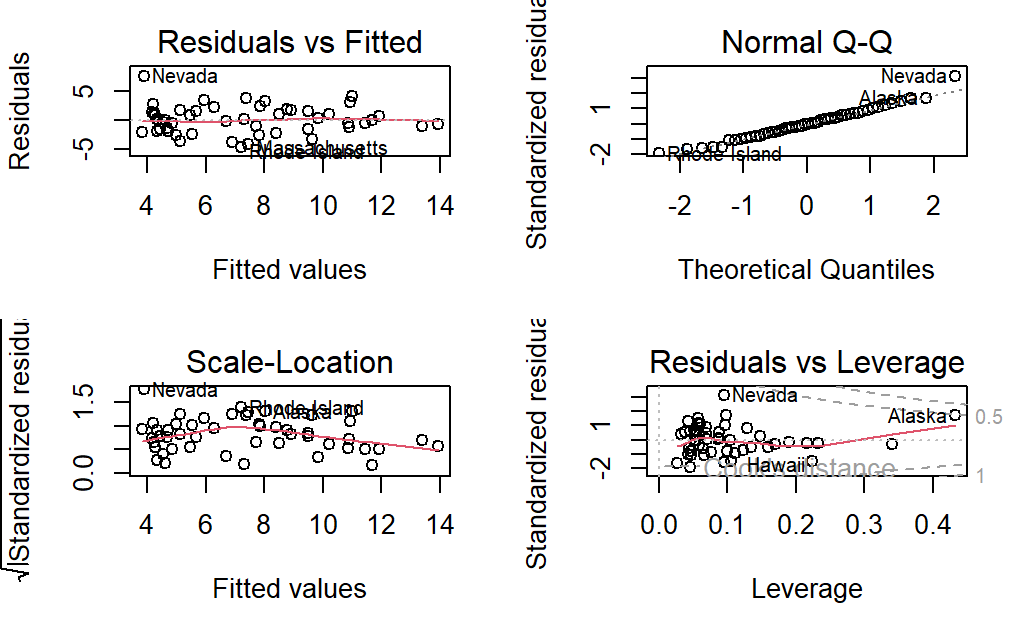 Residuals vs Fitted
Residuals
5
-5
Nevada
Massachusetts
Rhode Island
4 6 8 10 12 14
Fitted values
Normal Q-Q
Standardized residua
1
-2
Nevada
Alaska
Rhode Island
-2 -1 0 1 2
Theoretical Quantiles
Scale-Location
√|Standardized residu
1.5
0.0
Nevada
Rhode Island
Alaska
4 6 8 10 12 14
Fitted values
Residuals vs Leverage
Standardized residua
1
-2
Nevada
Alaska
0.5
Hawaii
Cook's distance
1
0.0 0.1 0.2 0.3 0.4
Leverage